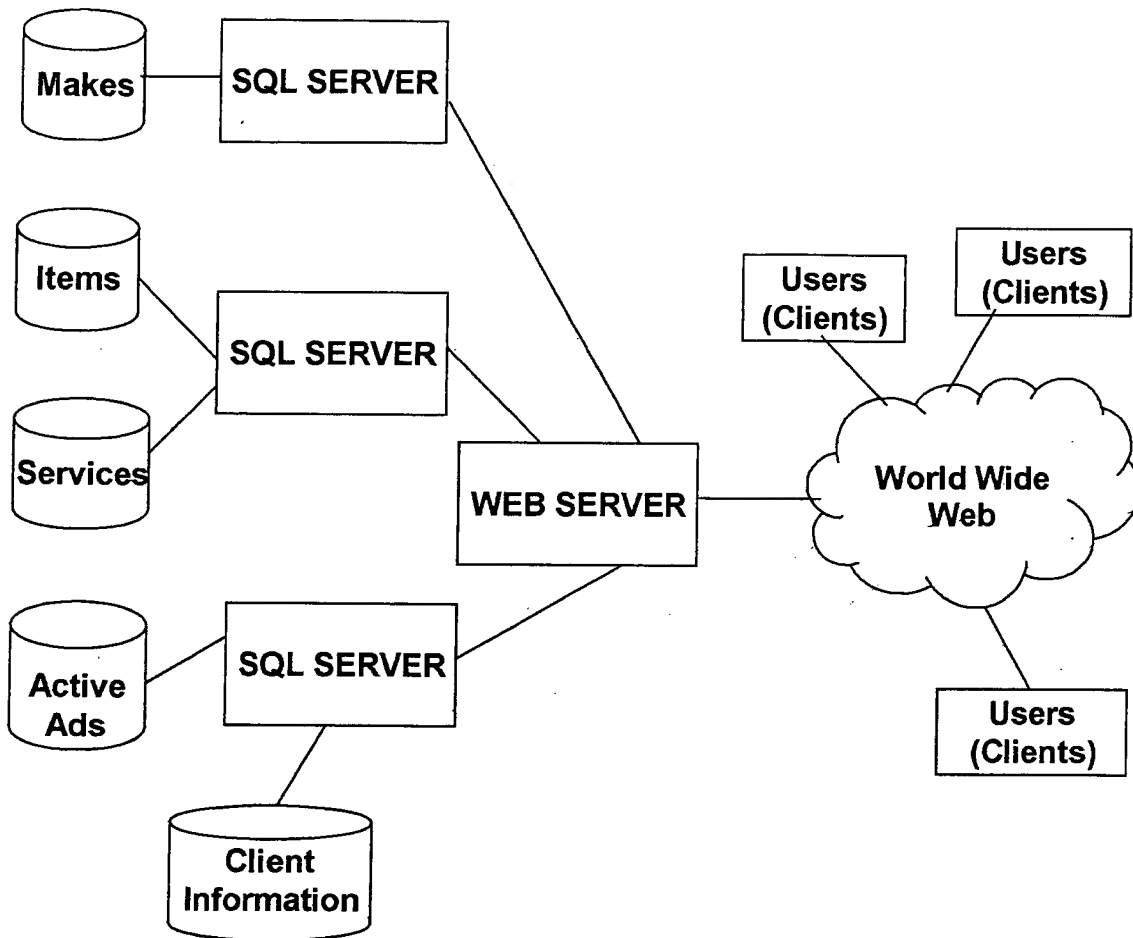 Makes
SQL SERVER
Items
SQL SERVER
Services
Users
(Clients)
Users
(Clients)
WEB SERVER
World Wide
Web
Active
Ads
SQL SERVER
Users
(Clients)
Client
Information